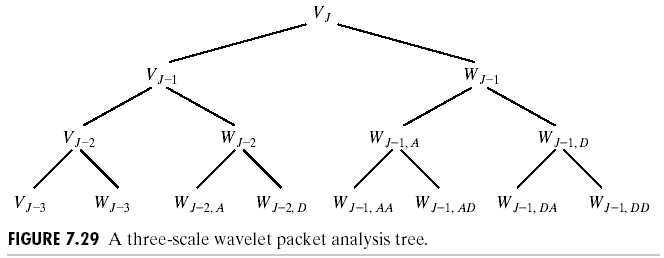 V_J
V_{J-1} W_{J-1}
V_{J-2} W_{J-2} W_{J-1, A} W_{J-1, D}
V_{J-3} W_{J-3} W_{J-2, A} W_{J-2, D} W_{J-1, AA} W_{J-1, AD} W_{J-1, DA} W_{J-1, DD}
FIGURE 7.29 A three-scale wavelet packet analysis tree.